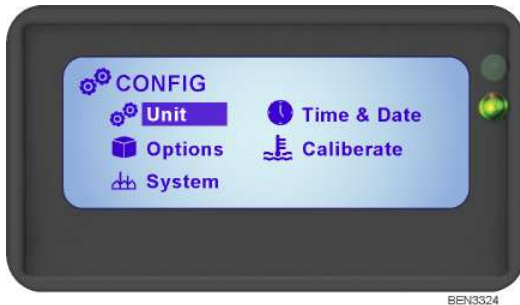 CONFIG
Unit
Time & Date
Options
Caliberate
System
BEN3324